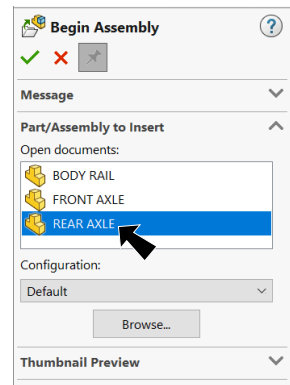 Begin Assembly
?
Message
Part/Assembly to Insert
Open documents:
BODY RAIL
FRONT AXLE
REAR AXLE
Configuration:
Default
Browse...
Thumbnail Preview